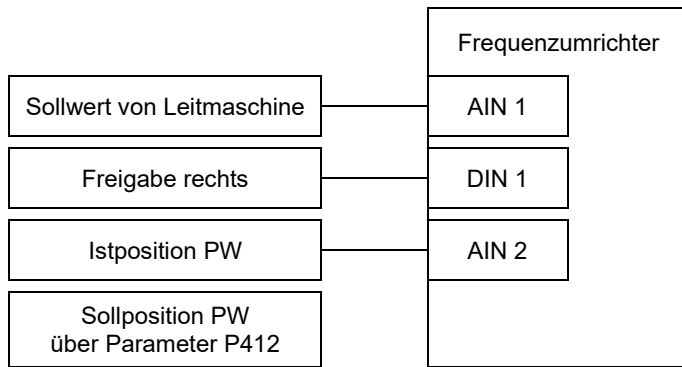 Frequenzumrichter
Sollwert von Leitmaschine
AIN 1
Freigabe rechts
DIN 1
Istposition PW
AIN 2
Sollposition PW
über Parameter P412